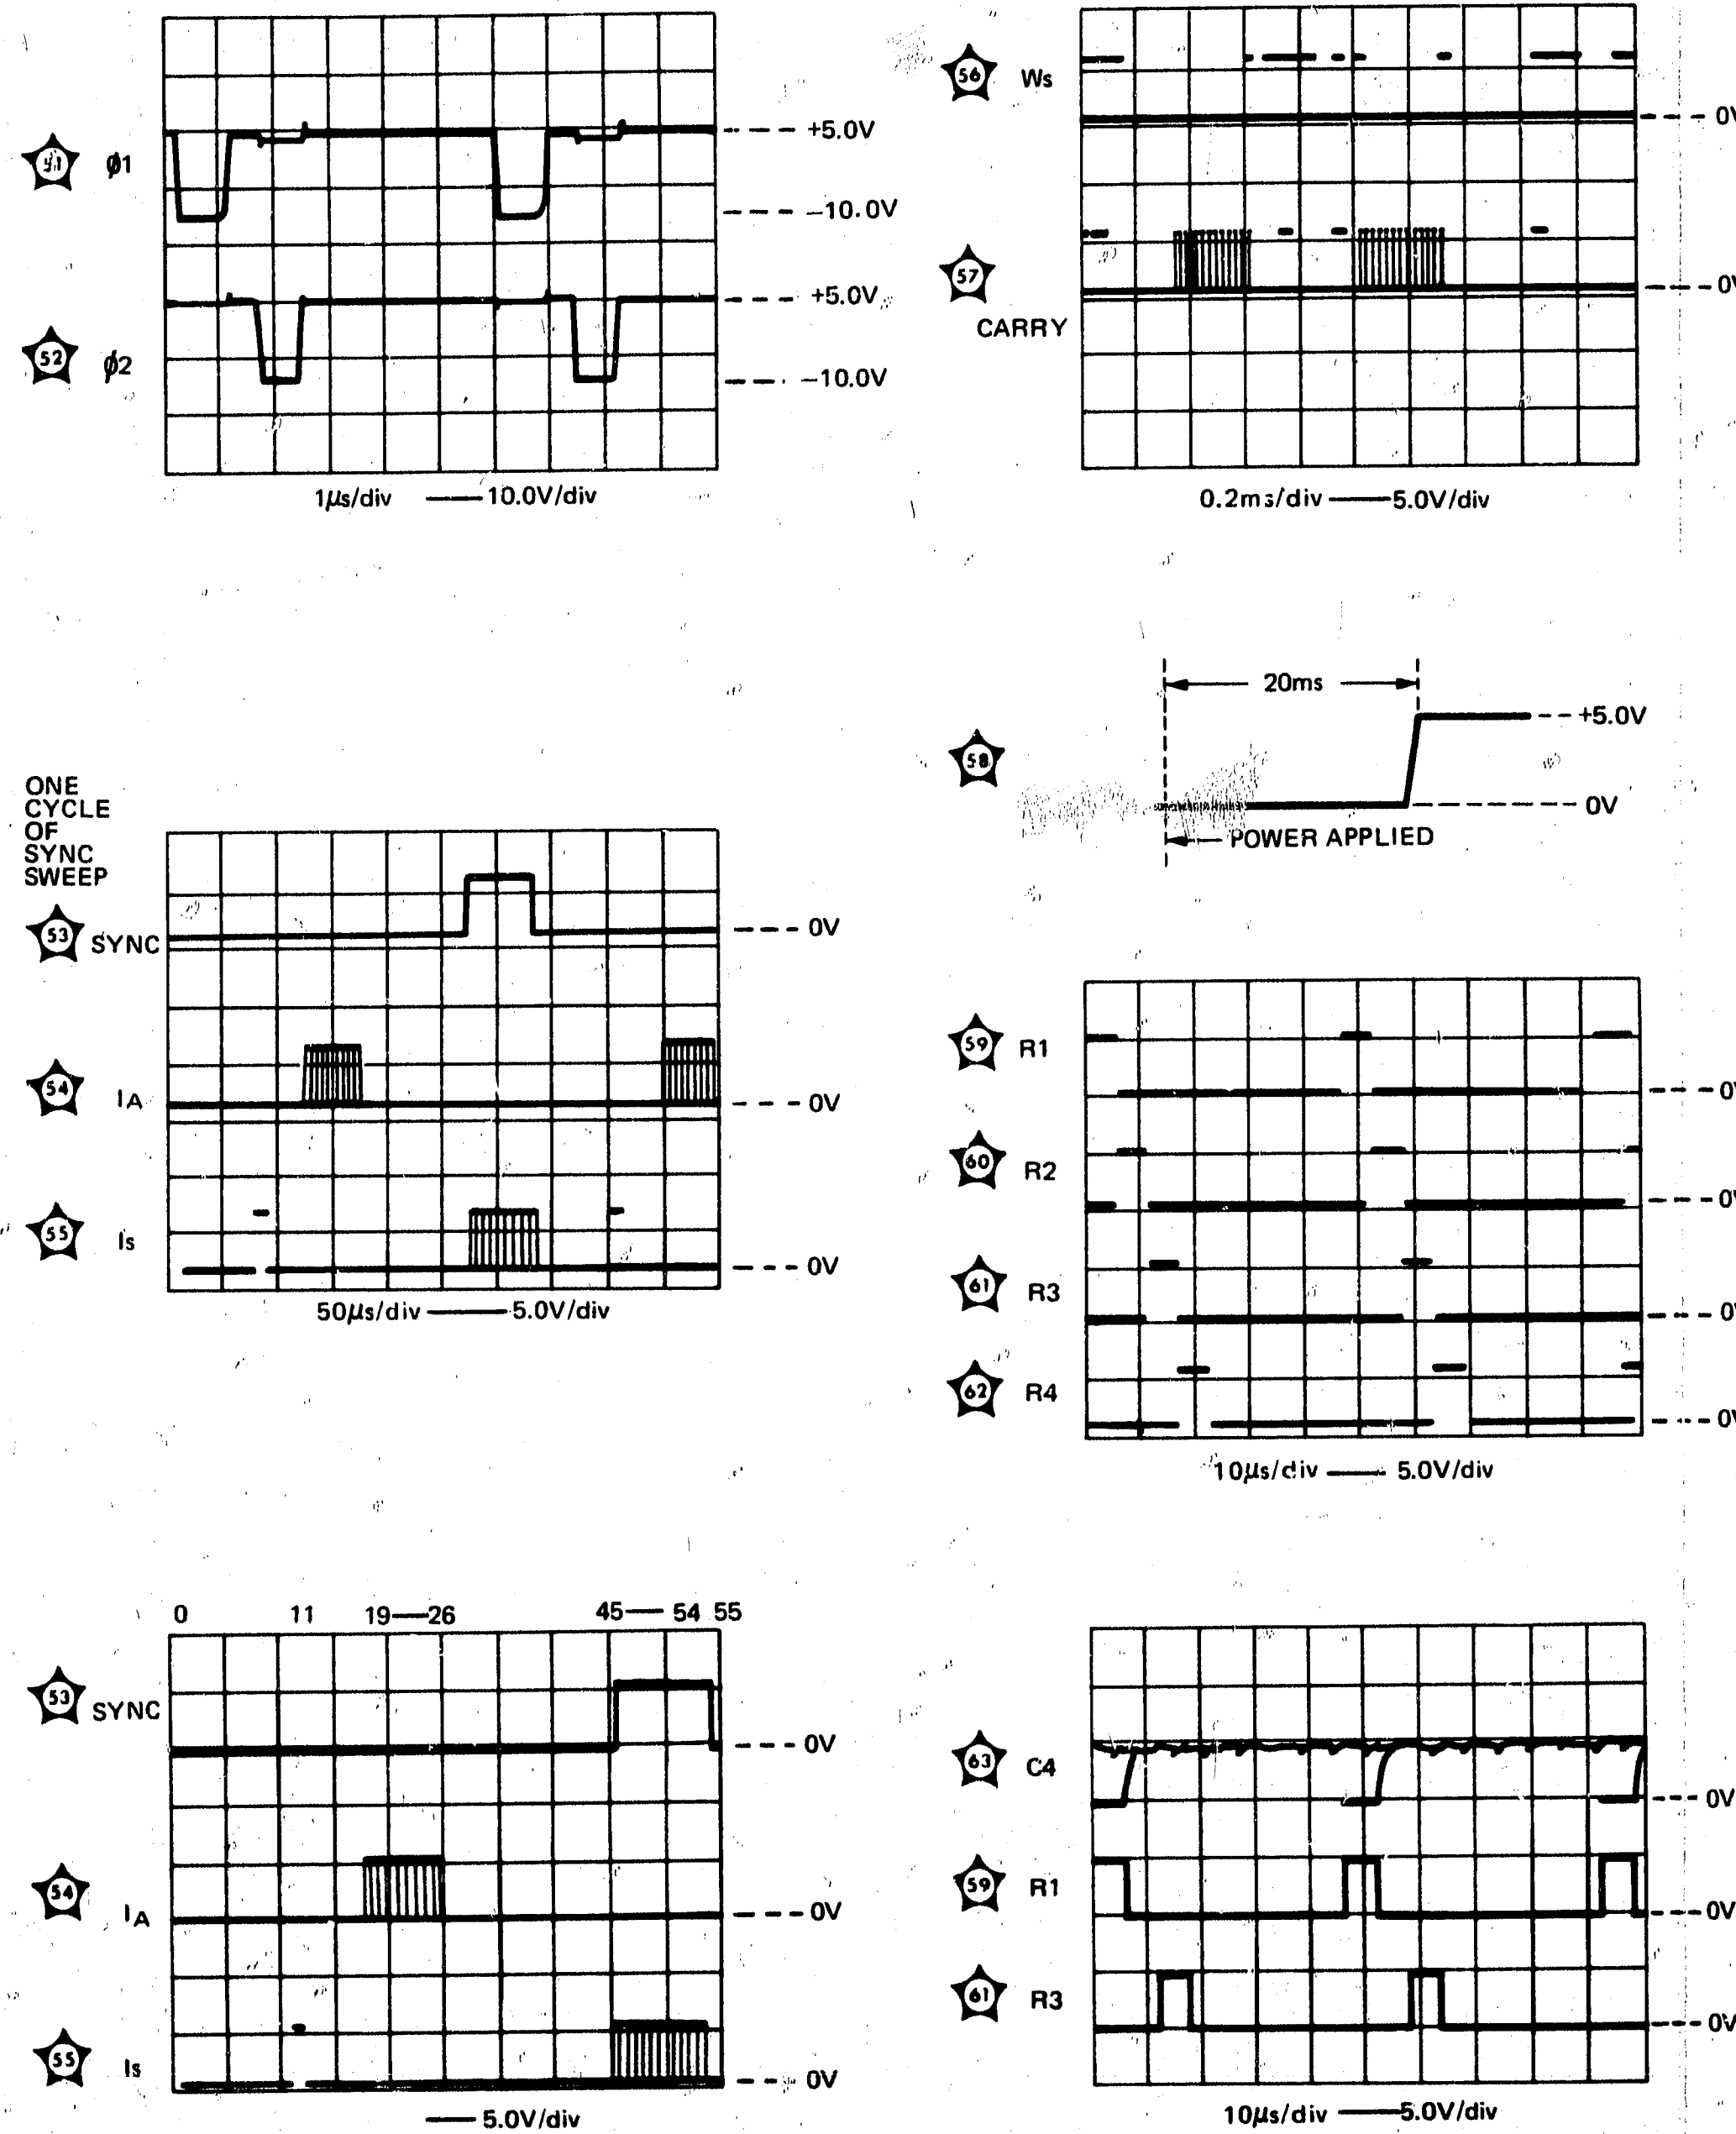 51 φ1
+5.0V
−10.0V
52 φ2
+5.0V
−10.0V
1μs/div — 10.0V/div
56 Ws
0V
57
CARRY
0V
0.2ms/div — 5.0V/div
20ms
58
+5.0V
0V
POWER APPLIED
ONE
CYCLE
OF
SYNC
SWEEP
53 SYNC
0V
54 IA
0V
55 Is
0V
50μs/div — 5.0V/div
59 R1
0V
60 R2
0V
61 R3
0V
62 R4
0V
10μs/div — 5.0V/div
0 11 19—26 45—54 55
53 SYNC
0V
54 IA
0V
55 Is
0V
— 5.0V/div
63 C4
0V
59 R1
0V
61 R3
0V
10μs/div — 5.0V/div